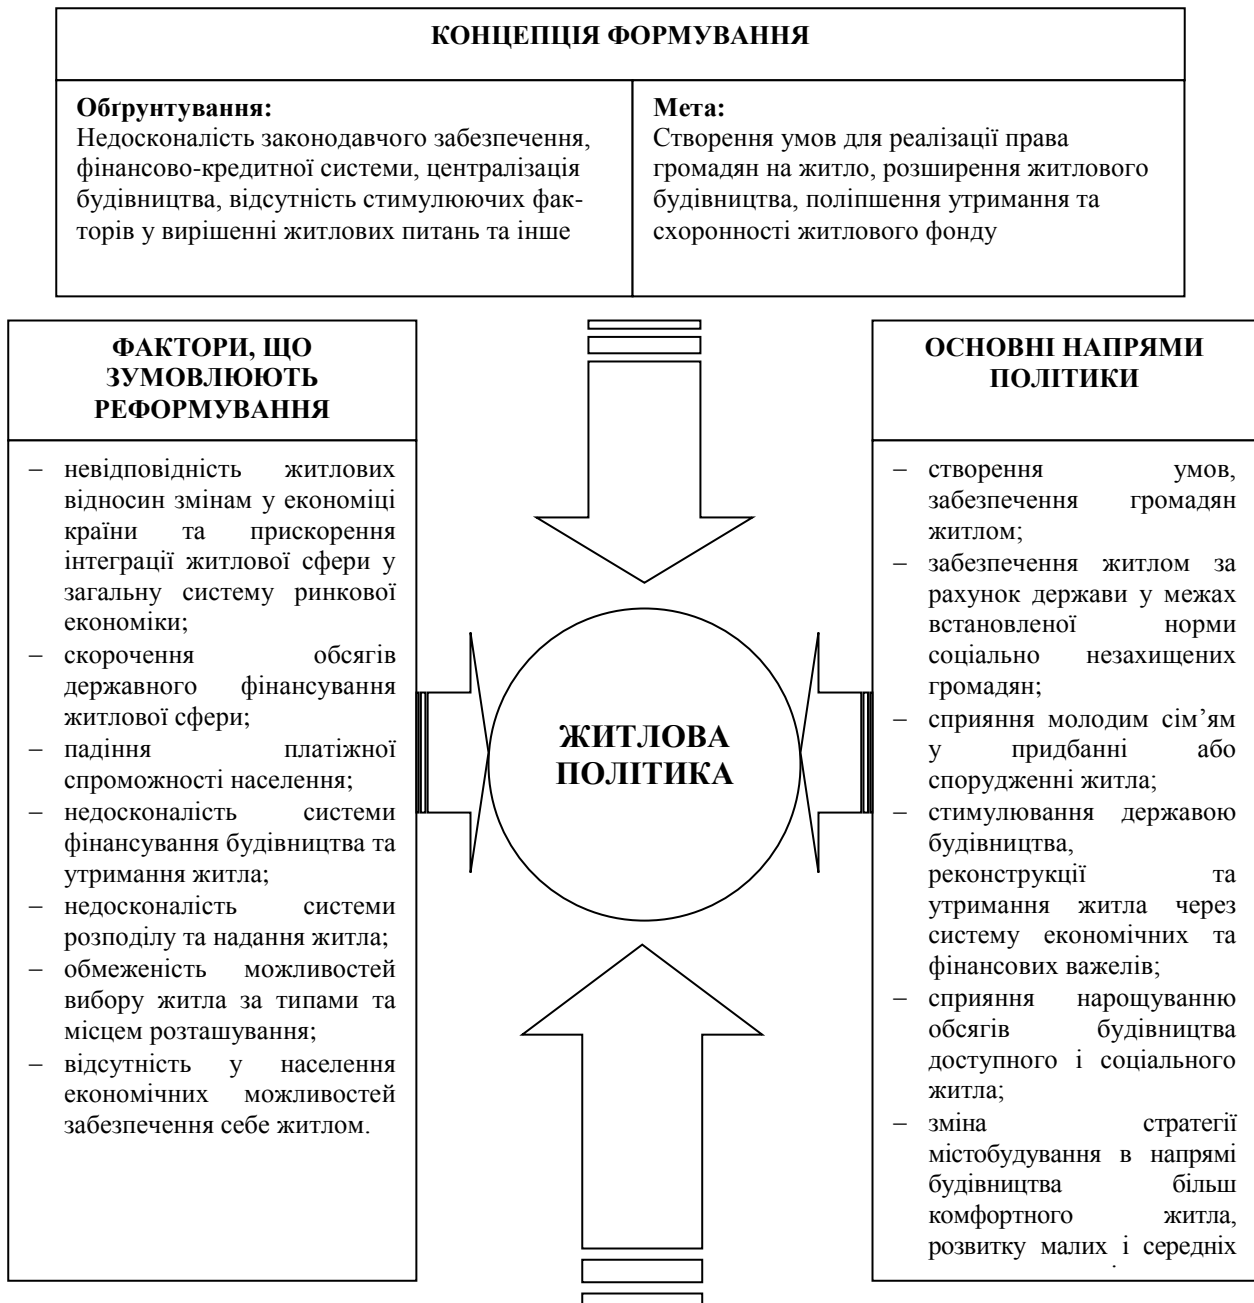 КОНЦЕПЦІЯ ФОРМУВАННЯ
Обґрунтування:
Недосконалість законодавчого забезпечення,
фінансово-кредитної системи, централізація
будівництва, відсутність стимулюючих фак-
торів у вирішенні житлових питань та інше
Мета:
Створення умов для реалізації права
громадян на житло, розширення житлового
будівництва, поліпшення утримання та
схоронності житлового фонду
ФАКТОРИ, ЩО
ЗУМОВЛЮЮТЬ
РЕФОРМУВАННЯ
– невідповідність житлових
відносин змінам у економіці
країни та прискорення
інтеграції житлової сфери у
загальну систему ринкової
економіки;
– скорочення обсягів
державного фінансування
житлової сфери;
– падіння платіжної
спроможності населення;
– недосконалість системи
фінансування будівництва та
утримання житла;
– недосконалість системи
розподілу та надання житла;
– обмеженість можливостей
вибору житла за типами та
місцем розташування;
– відсутність у населення
економічних можливостей
забезпечення себе житлом.
ЖИТЛОВА
ПОЛІТИКА
ОСНОВНІ НАПРЯМИ
ПОЛІТИКИ
– створення умов,
забезпечення громадян
житлом;
– забезпечення житлом за
рахунок держави у межах
встановленої норми
соціально незахищених
громадян;
– сприяння молодим сім’ям
у придбанні або
спорудженні житла;
– стимулювання державою
будівництва,
реконструкції та
утримання житла через
систему економічних та
фінансових важелів;
– сприяння нарощуванню
обсягів будівництва
доступного і соціального
житла;
– зміна стратегії
містобудування в напрямі
будівництва більш
комфортного житла,
розвитку малих і середніх